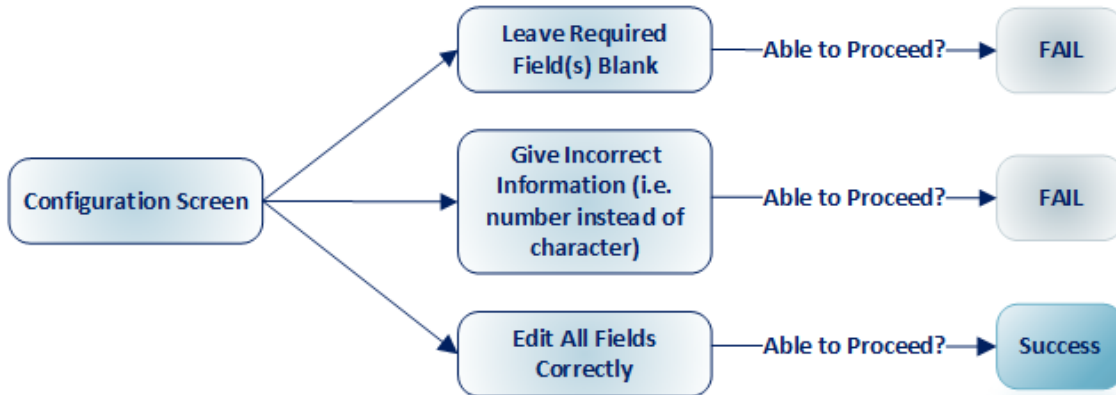 Leave Required
Field(s) Blank
Able to Proceed?
FAIL
Configuration Screen
Give Incorrect
Information (i.e.
number instead of
character)
Able to Proceed?
FAIL
Edit All Fields
Correctly
Able to Proceed?
Success